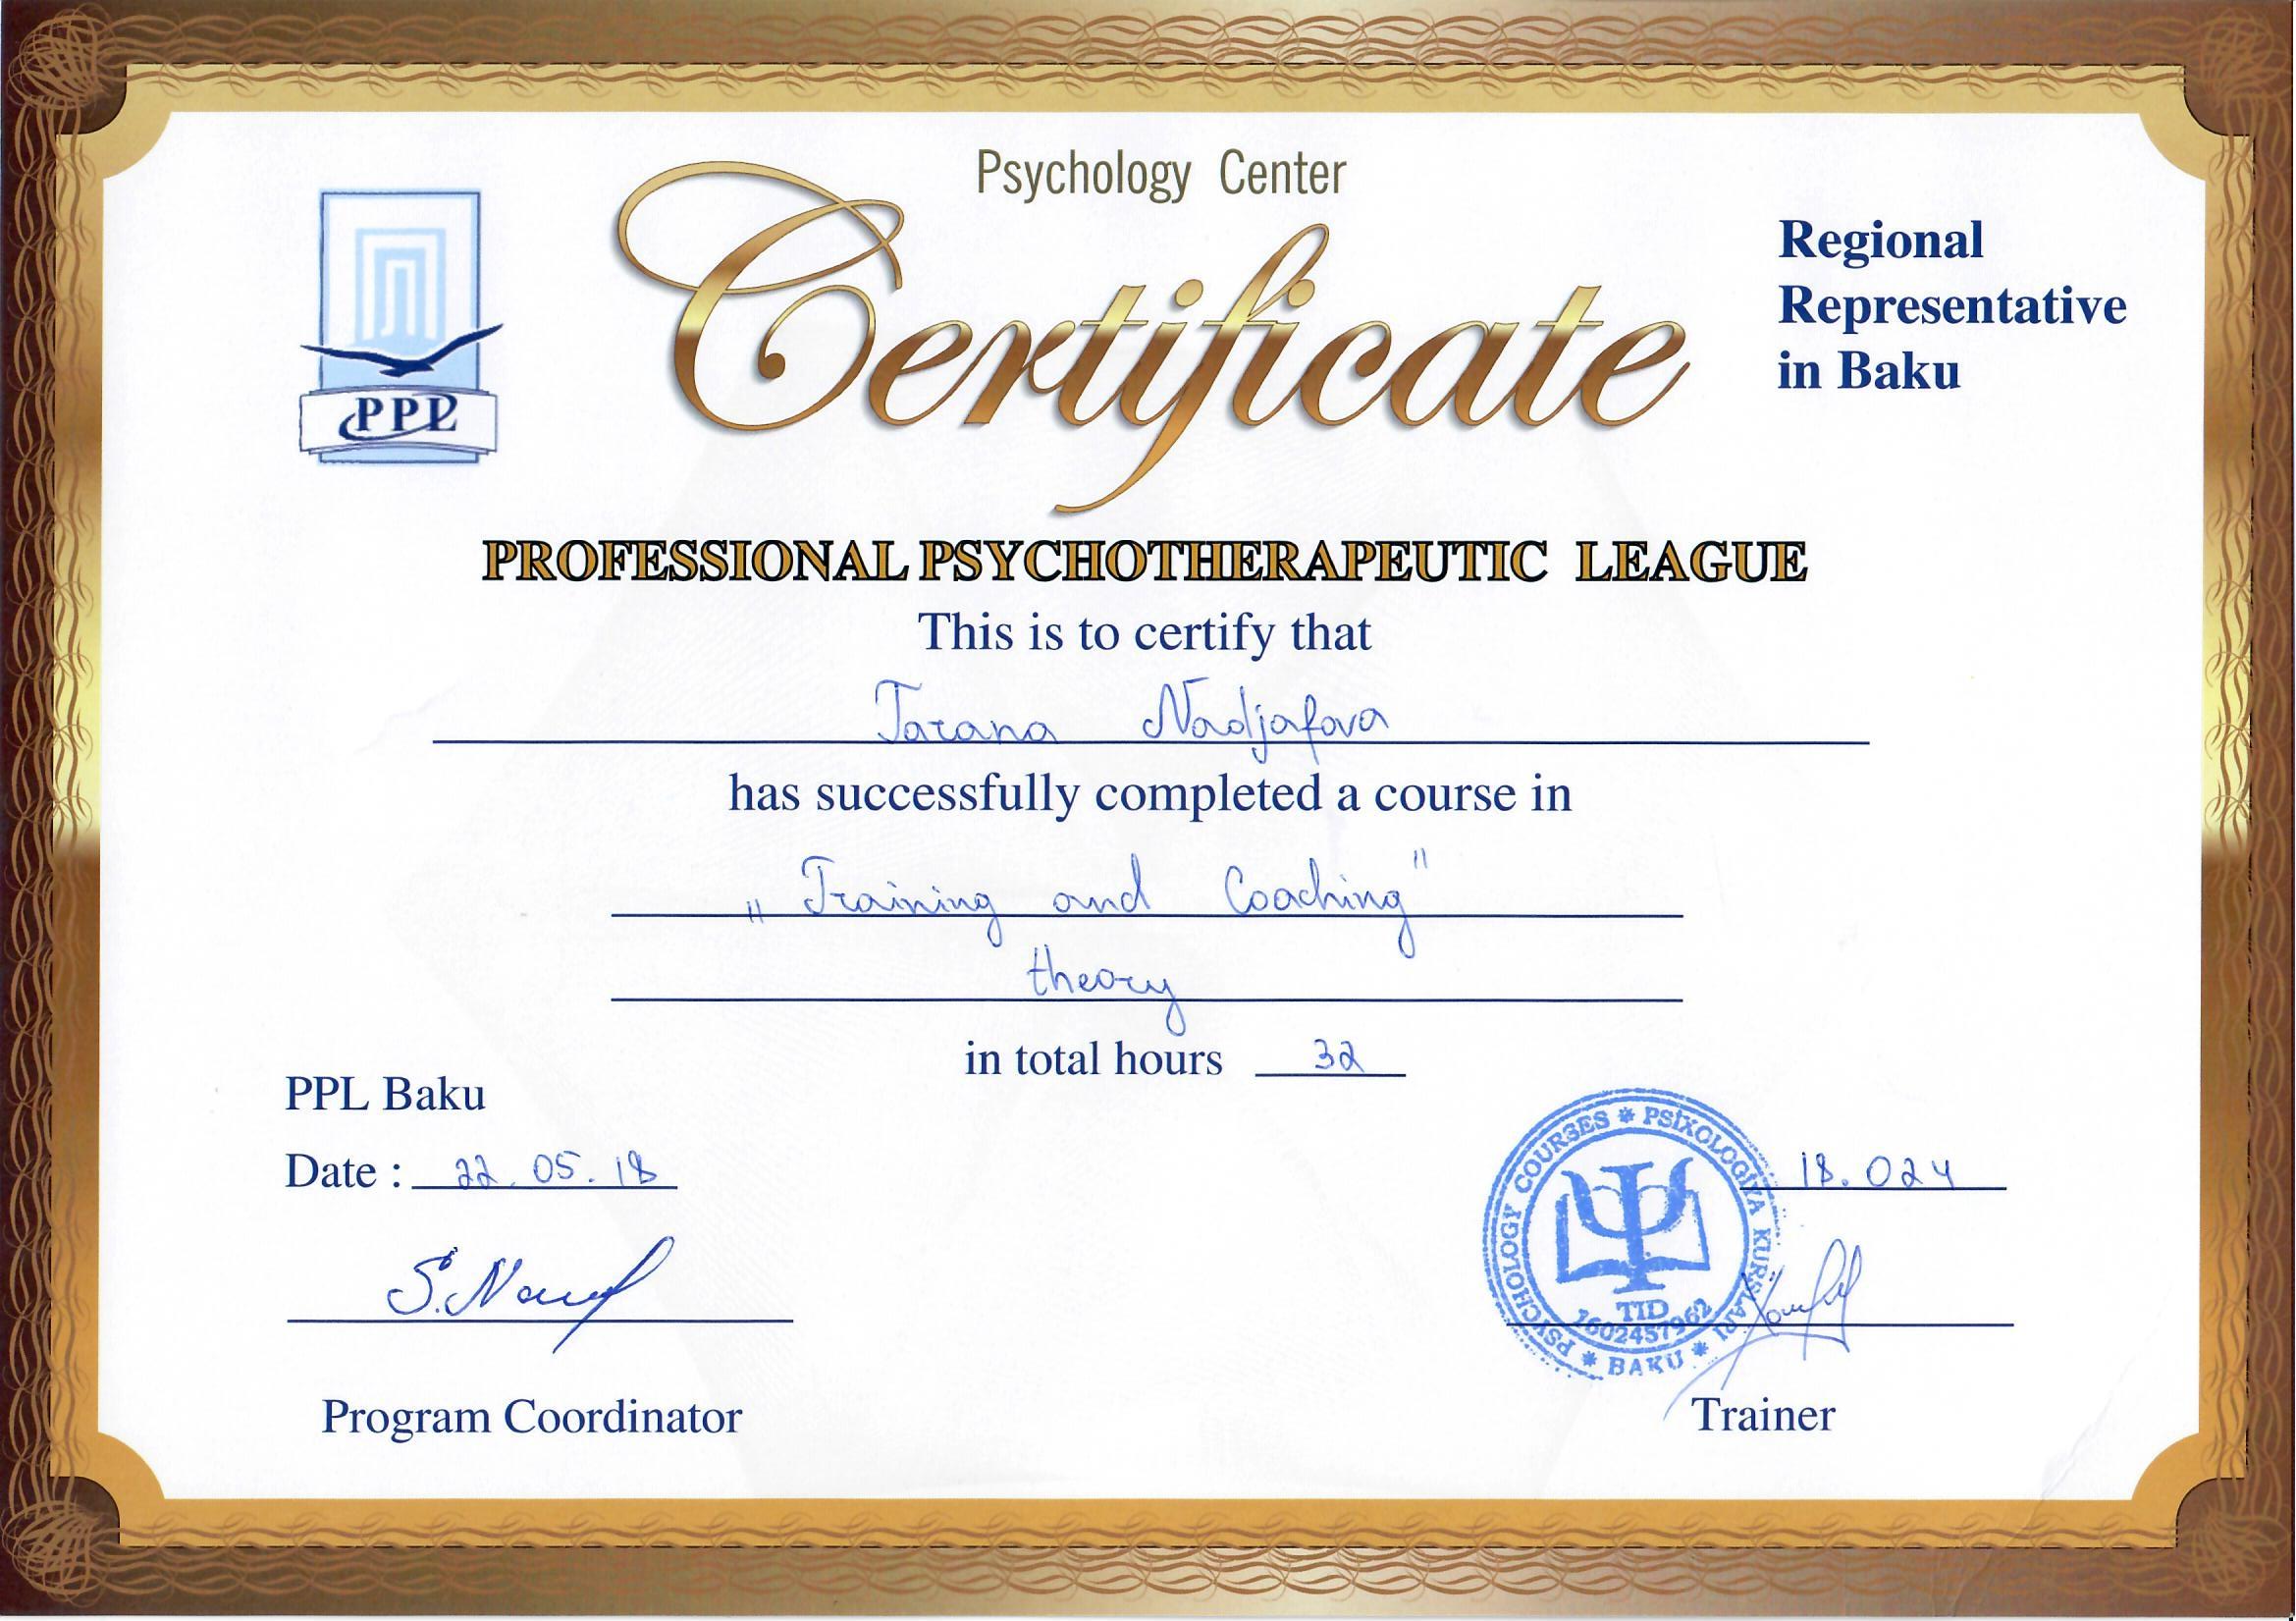 Psychology Center
Certificate
Regional
Representative
in Baku
PPL
PROFESSIONAL PSYCHOTHERAPEUTIC LEAGUE
This is to certify that
Tarana Nadjafova
has successfully completed a course in
„Training and Coaching"
theory
in total hours 32
PPL Baku
Date : 22.05.18
18.024
PSYCHOLOGY COURSES * PSİXOLOGİYA KURSLARI * BAKU *
TID
1602457962
Program Coordinator
Trainer